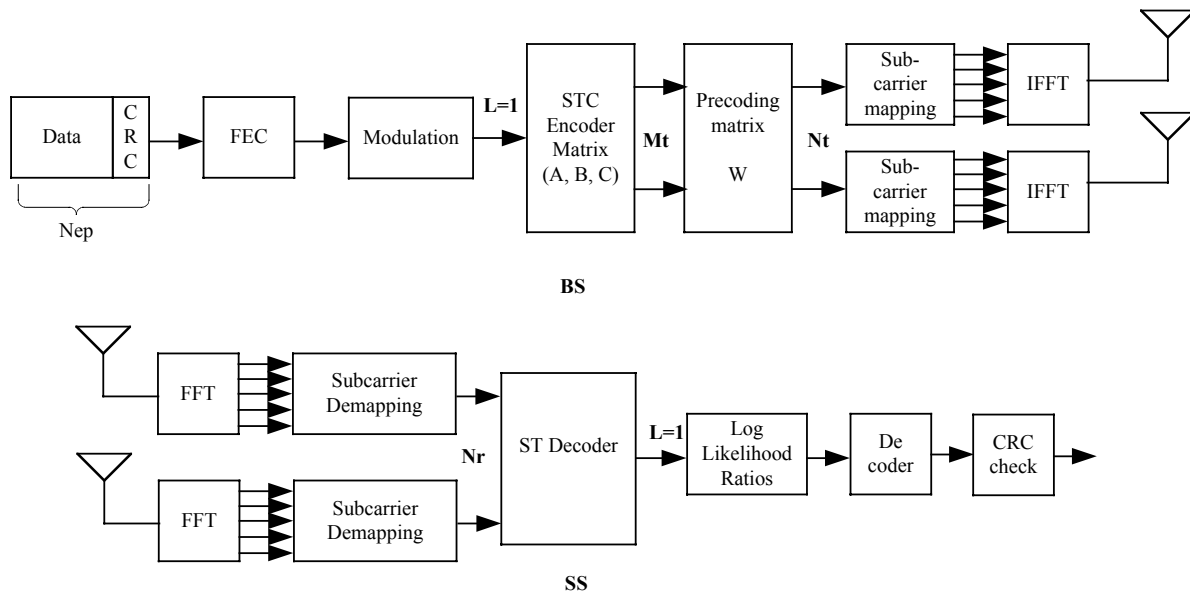 Data
C
R
C
Nep
FEC
Modulation
L=1
STC
Encoder
Matrix
(A, B, C)
Mt
Precoding
matrix
W
Nt
Sub-
carrier
mapping
IFFT
Sub-
carrier
mapping
IFFT
BS
FFT
Subcarrier
Demapping
FFT
Subcarrier
Demapping
Nr
ST Decoder
L=1
Log
Likelihood
Ratios
De
coder
CRC
check
SS